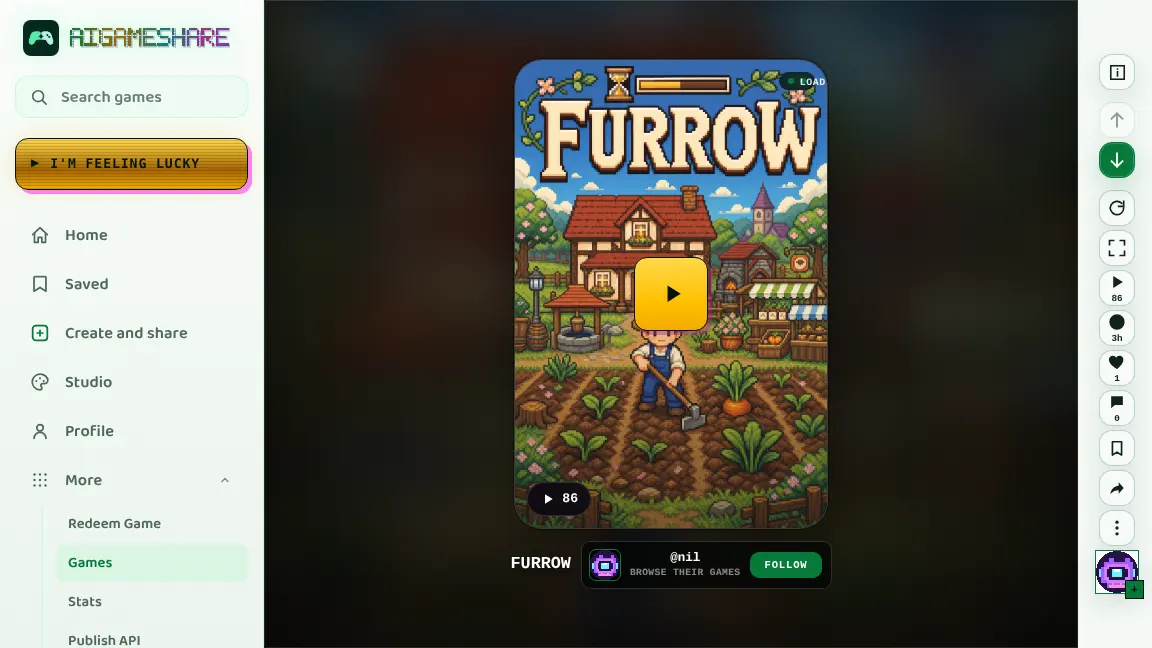 AIGAMESHARE
Search games
I'M FEELING LUCKY
Home
Saved
Create and share
Studio
Profile
More
Redeem Game
Games
Stats
Publish API
LOAD
FURROW
86
FURROW
@nil
BROWSE THEIR GAMES
FOLLOW
86
3h
1
0